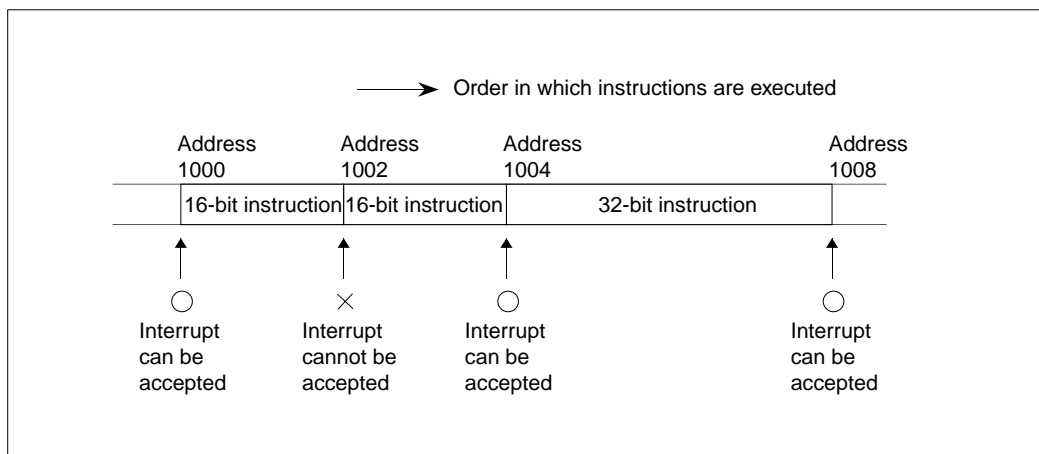 Order in which instructions are executed
Address
1000
Address
1002
Address
1004
Address
1008
16-bit instruction
16-bit instruction
32-bit instruction
Interrupt
can be
accepted
Interrupt
cannot be
accepted
Interrupt
can be
accepted
Interrupt
can be
accepted